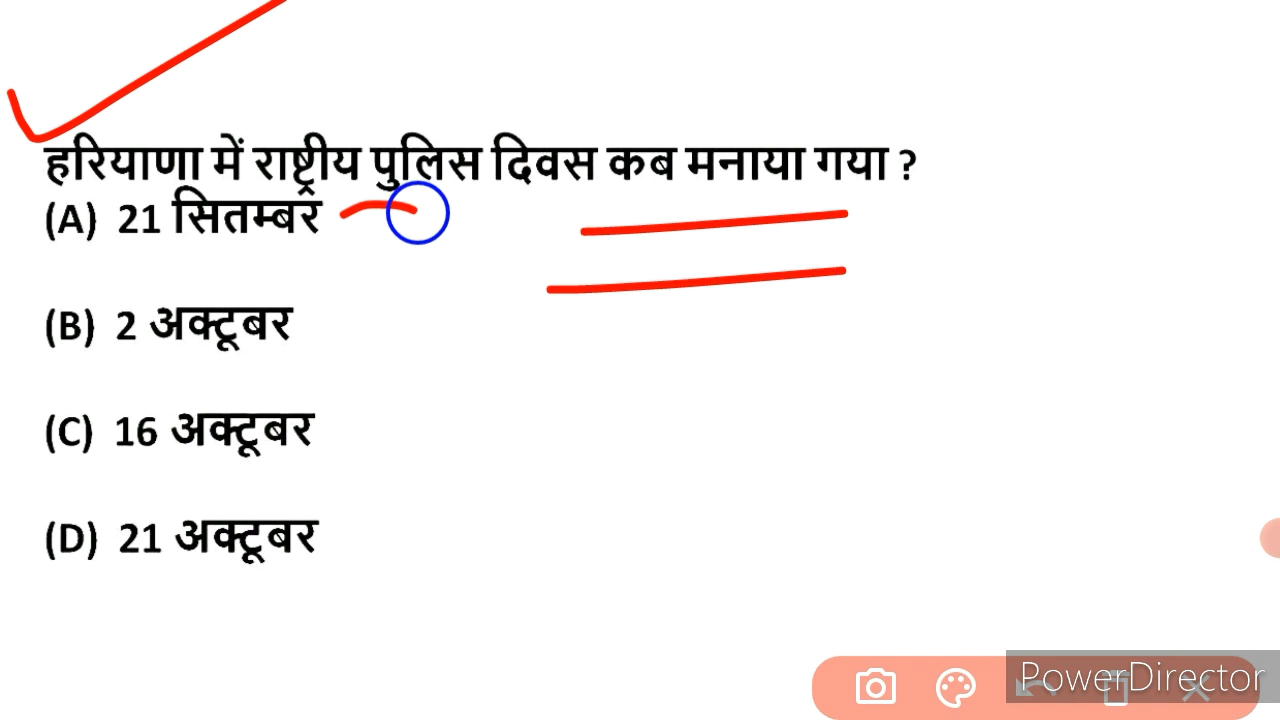 हरियाणा में राष्ट्रीय पुलिस दिवस कब मनाया गया ?
(A) 21 सितम्बर
(B) 2 अक्टूबर
(C) 16 अक्टूबर
(D) 21 अक्टूबर
PowerDirector